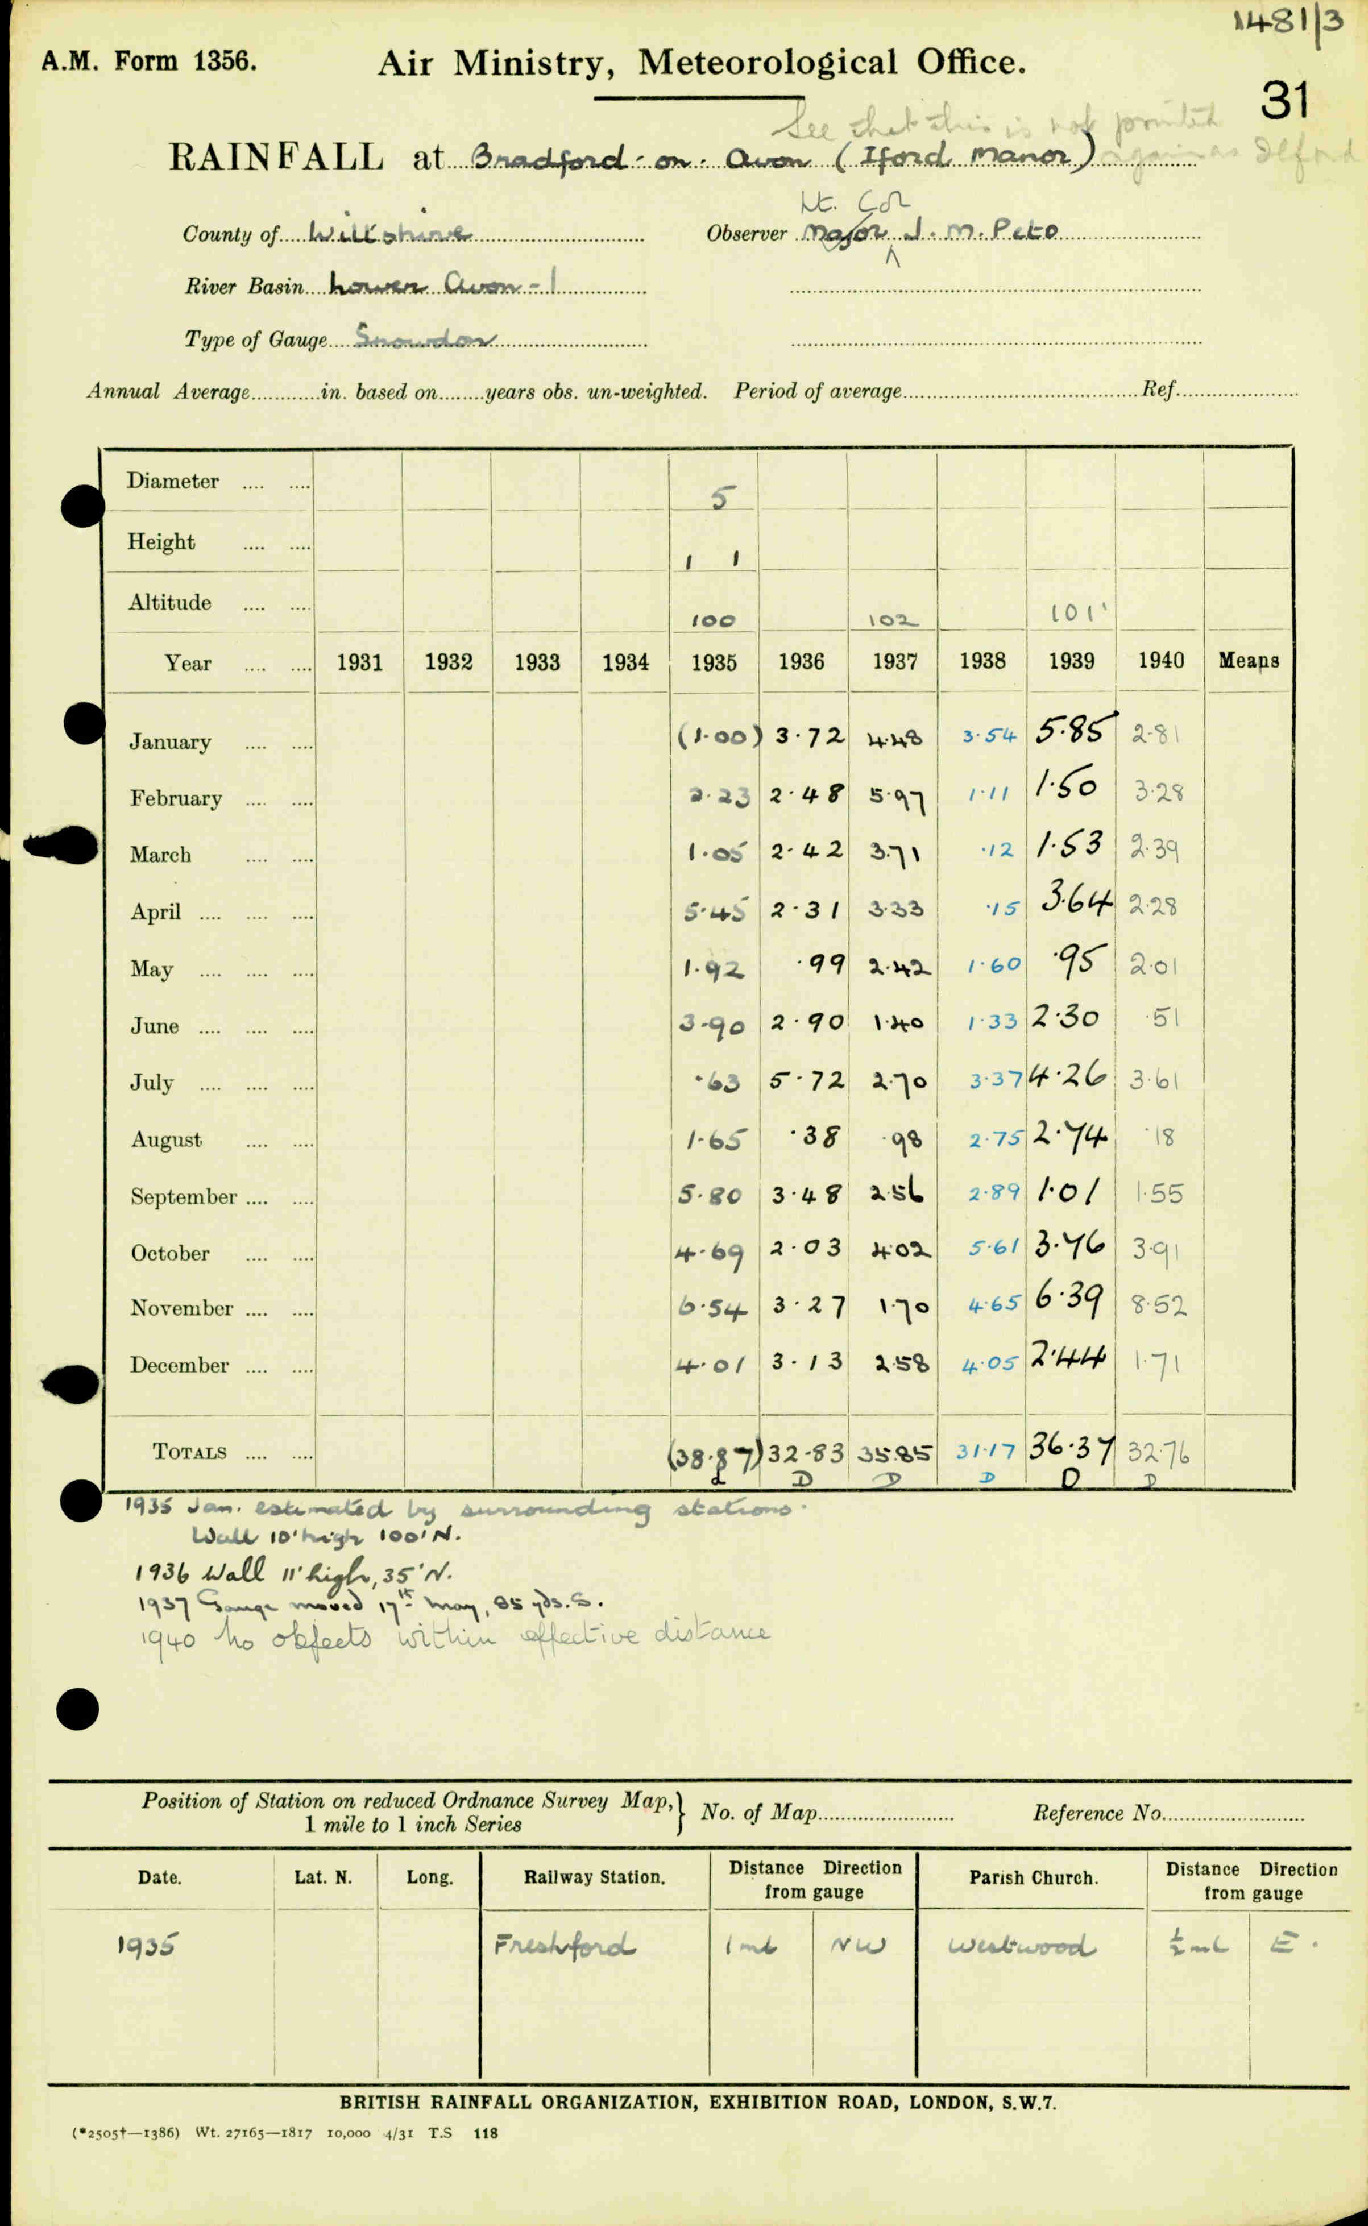 1481/3
A.M. Form 1356. Air Ministry, Meteorological Office.
31
See that this is not printed
again as Ilford
RAINFALL at Bradford-on-Avon (Iford Manor)
Lt. Col
County of Wiltshire Observer Major J. M. Peto
River Basin Lower Avon - 1
Type of Gauge Snowdon
Annual Average in. based on years obs. un-weighted. Period of average Ref.
Diameter 5
Height 1 1
Altitude 100 102 101'
Year 1931 1932 1933 1934 1935 1936 1937 1938 1939 1940 Means
January (1.00) 3.72 4.48 3.54 5.85 2.81
February 2.23 2.48 5.97 1.11 1.50 3.28
March 1.05 2.42 3.71 .12 1.53 2.39
April 5.45 2.31 3.33 .15 3.64 2.28
May 1.92 .99 2.42 1.60 .95 2.01
June 3.90 2.90 1.40 1.33 2.30 .51
July .63 5.72 2.70 3.37 4.26 3.61
August 1.65 .38 .98 2.75 2.74 .18
September 5.80 3.48 2.56 2.89 1.01 1.55
October 4.69 2.03 4.02 5.61 3.76 3.91
November 6.54 3.27 1.70 4.65 6.39 8.52
December 4.01 3.13 2.58 4.05 2.44 1.71
TOTALS (38.87) 32.83 35.85 31.17 36.37 32.76
D D D D D
1935 Jan. estimated by surrounding stations.
Wall 10' high 100' N.
1936 Wall 11' high, 35' N.
1937 Gauge moved 17th May, 85 yds. S.
1940 No objects within effective distance
Position of Station on reduced Ordnance Survey Map, } No. of Map Reference No.
1 mile to 1 inch Series
Date. Lat. N. Long. Railway Station. Distance Direction from gauge Parish Church. Distance Direction from gauge
1935 Freshford 1 ml NW Westwood ½ ml E.
BRITISH RAINFALL ORGANIZATION, EXHIBITION ROAD, LONDON, S.W.7.
(*2505†—1386) Wt. 27165—1817 10,000 4/31 T.S 118